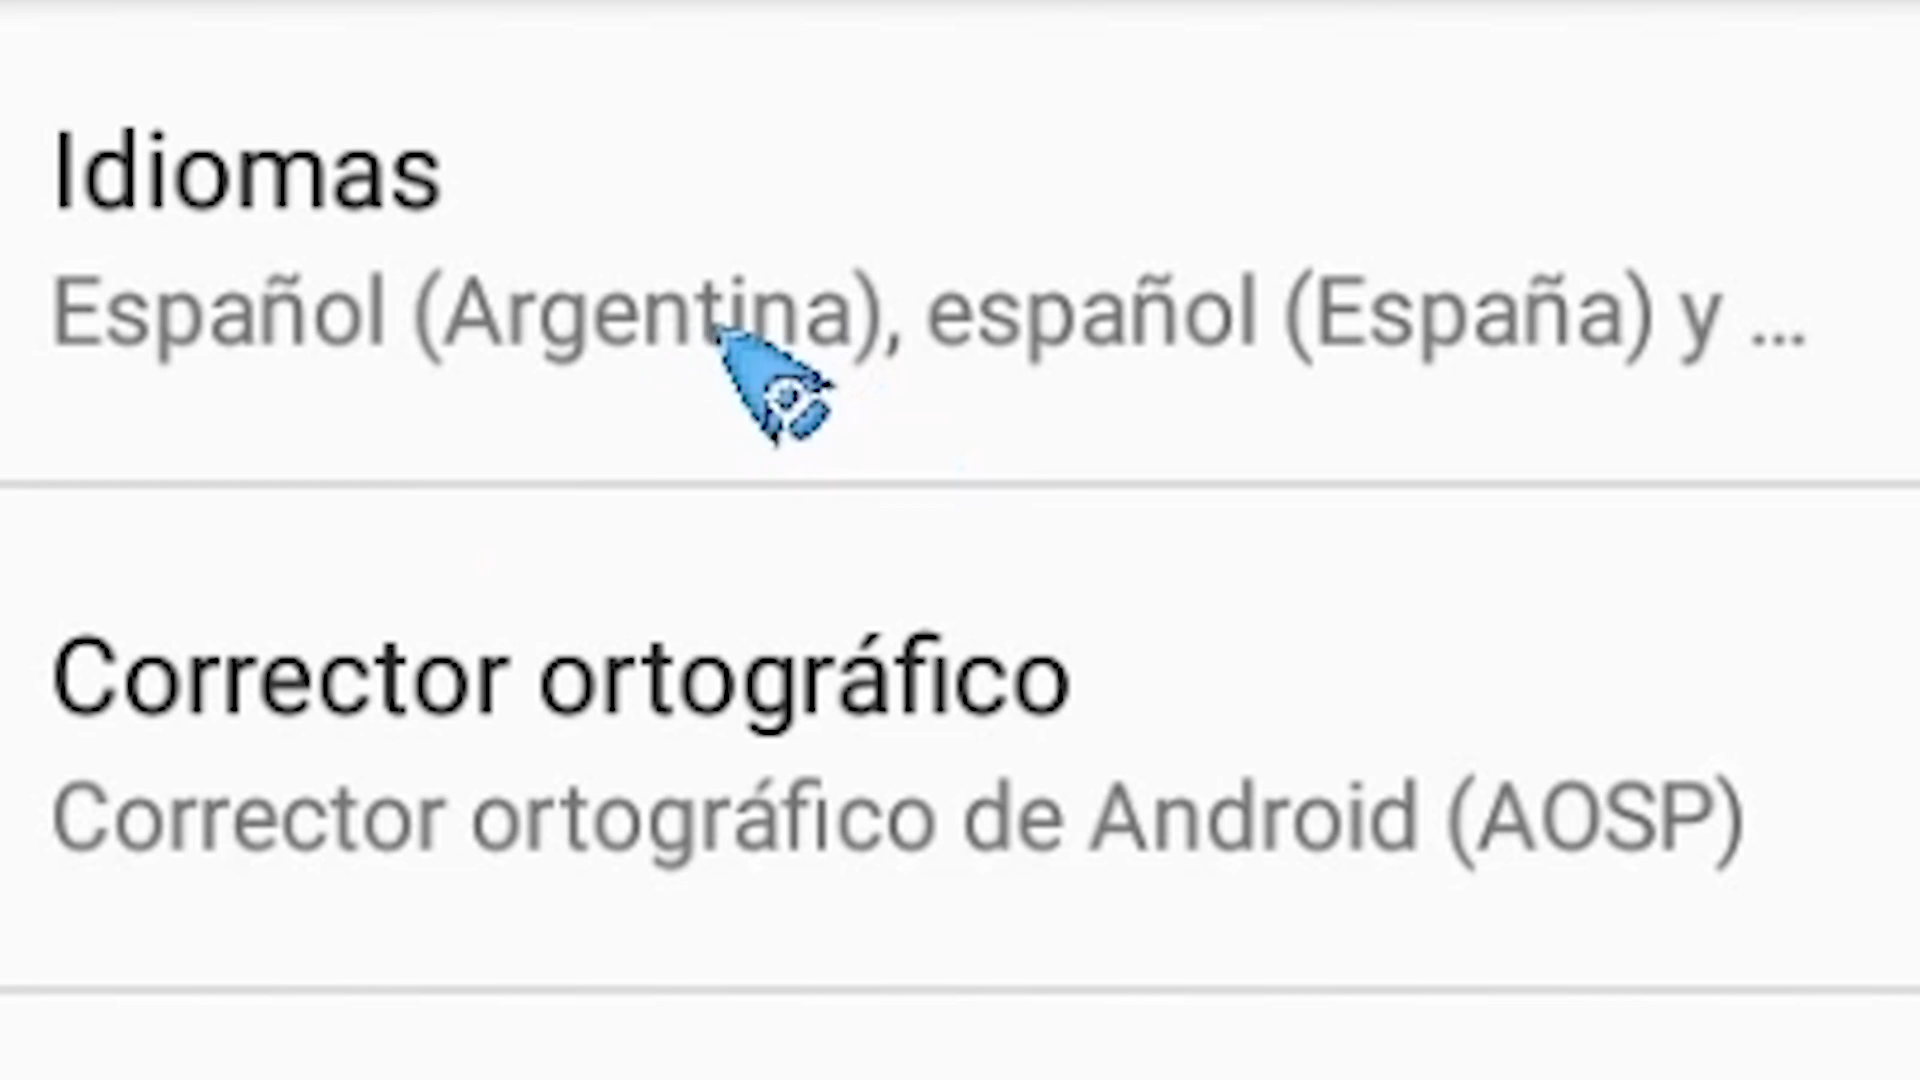 Idiomas
Español (Argentina), español (España) y ...
Corrector ortográfico
Corrector ortográfico de Android (AOSP)